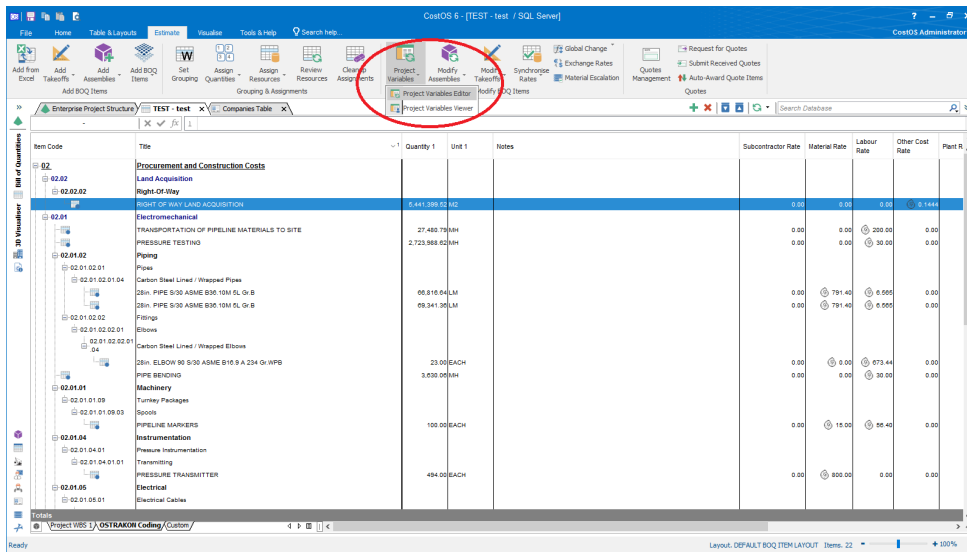 CostOS 6 - [TEST - test / SQL Server]
File Home Table & Layouts Estimate Visualise Tools & Help Search help... CostOS Administrator
Add from Excel
Add Takeoffs
Add Assemblies
Add BOQ Items
Set Grouping
Assign Quantities
Assign Resources
Review Resources
Cleanup Assignments
Project Variables
Modify Assemblies
Modify Takeoffs
Synchronise Rates
Global Change
Exchange Rates
Material Escalation
Quotes Management
Request for Quotes
Submit Received Quotes
Auto-Award Quote Items
Add BOQ Items Grouping & Assignments Modify BOQ Items Quotes
Project Variables Editor
Project Variables Viewer
Enterprise Project Structure TEST - test Companies Table Search Database
- fx
Bill of Quantities
3D Visualiser
Item Code Title 1 Quantity 1 Unit 1 Notes Subcontractor Rate Material Rate Labour Rate Other Cost Rate Plant R
02 Procurement and Construction Costs
02.02 Land Acquisition
02.02.02 Right-Of-Way
RIGHT OF WAY LAND ACQUISITION 5,441,399.52 M2 0.00 0.00 0.00 0.1444
02.01 Electromechanical
TRANSPORTATION OF PIPELINE MATERIALS TO SITE 27,480.79 MH 0.00 0.00 200.00 0.00
PRESSURE TESTING 2,723,988.62 MH 0.00 0.00 30.00 0.00
02.01.02 Piping
02.01.02.01 Pipes
02.01.02.01.04 Carbon Steel Lined / Wrapped Pipes
28in. PIPE S/30 ASME B36.10M 5L Gr.B 66,816.64 LM 0.00 791.40 6.565 0.00
28in. PIPE S/30 ASME B36.10M 5L Gr.B 69,341.36 LM 0.00 791.40 6.565 0.00
02.01.02.02 Fittings
02.01.02.02.01 Elbows
02.01.02.02.01.04 Carbon Steel Lined / Wrapped Elbows
28in. ELBOW 90 S/30 ASME B16.9 A 234 Gr.WPB 23.00 EACH 0.00 0.00 673.44 0.00
PIPE BENDING 3,630.06 MH 0.00 0.00 30.00 0.00
02.01.01 Machinery
02.01.01.09 Turnkey Packages
02.01.01.09.03 Spools
PIPELINE MARKERS 100.00 EACH 0.00 15.00 56.40 0.00
02.01.04 Instrumentation
02.01.04.01 Pressure Instrumentation
02.01.04.01.01 Transmitting
PRESSURE TRANSMITTER 494.00 EACH 0.00 800.00 0.00 0.00
02.01.05 Electrical
02.01.05.01 Electrical Cables
Totals
Project WBS 1 OSTRAKON Coding Custom
Ready Layout. DEFAULT BOQ ITEM LAYOUT Items. 22 - + 100%